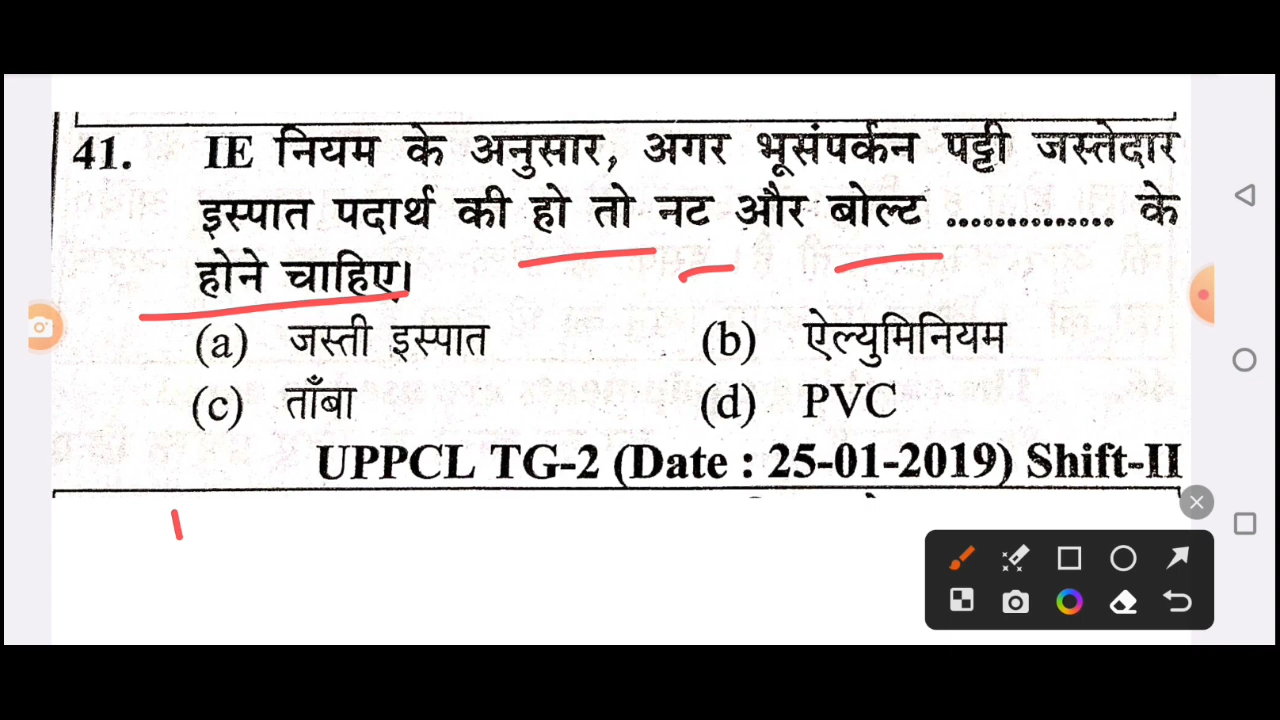 41. IE नियम के अनुसार, अगर भूसंपर्कन पट्टी जस्तेदार
इस्पात पदार्थ की हो तो नट और बोल्ट .............. के
होने चाहिए।
(a) जस्ती इस्पात (b) ऐल्युमिनियम
(c) ताँबा (d) PVC
UPPCL TG-2 (Date : 25-01-2019) Shift-II